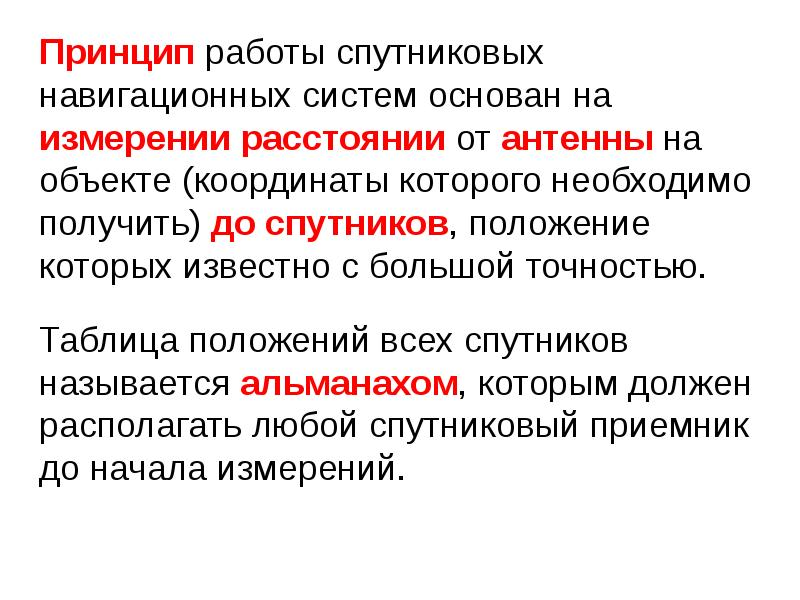 Принцип работы спутниковых
навигационных систем основан на
измерении расстоянии от антенны на
объекте (координаты которого необходимо
получить) до спутников, положение
которых известно с большой точностью.
Таблица положений всех спутников
называется альманахом, которым должен
располагать любой спутниковый приемник
до начала измерений.